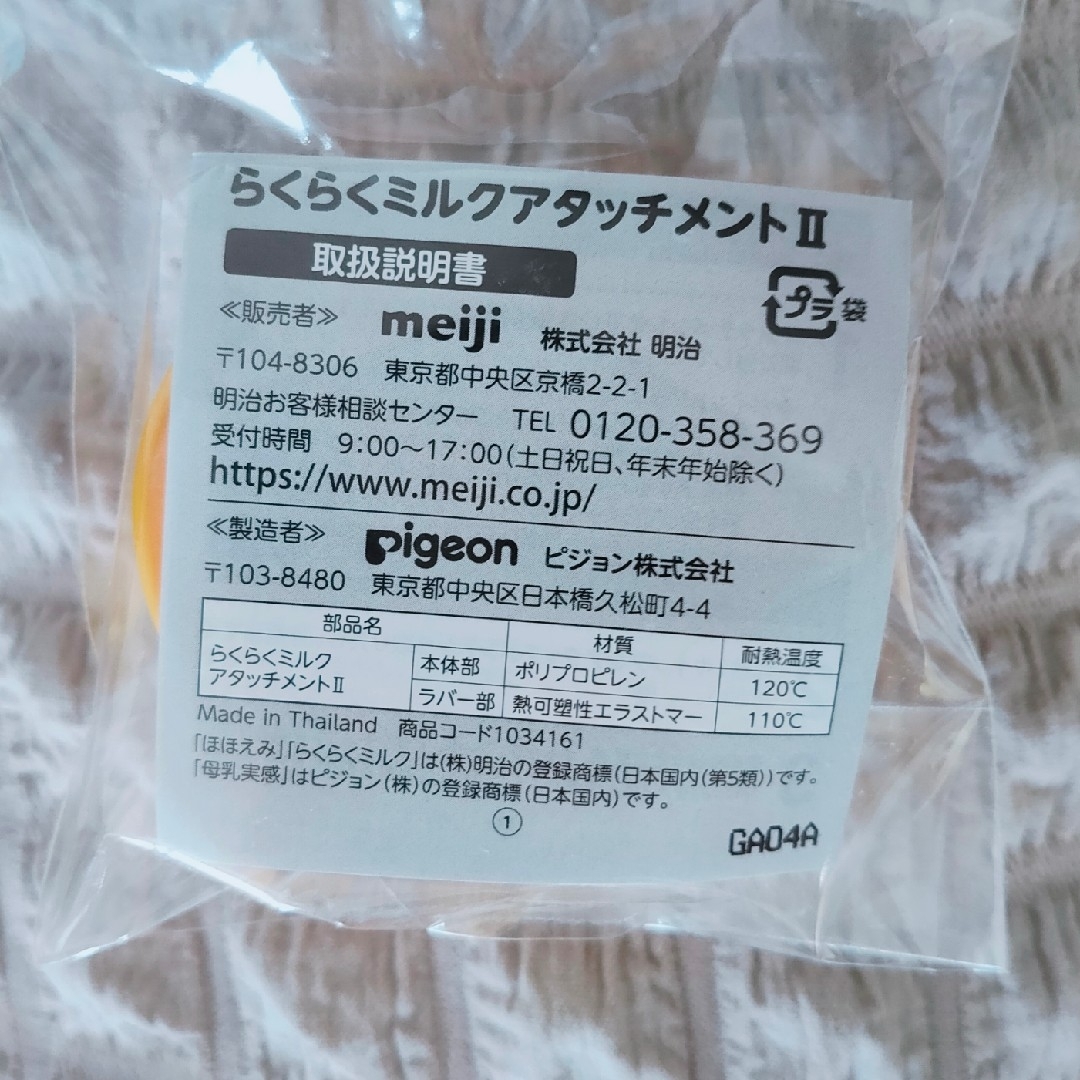 らくらくミルクアタッチメントⅡ
取扱説明書
プラ 袋
≪販売者≫ meiji 株式会社 明治
〒104-8306 東京都中央区京橋2-2-1
明治お客様相談センター TEL 0120-358-369
受付時間 9:00～17:00(土日祝日、年末年始除く)
https://www.meiji.co.jp/
≪製造者≫ pigeon ピジョン株式会社
〒103-8480 東京都中央区日本橋久松町4-4
部品名 材質 耐熱温度
らくらくミルク
アタッチメントⅡ
本体部 ポリプロピレン 120℃
ラバー部 熱可塑性エラストマー 110℃
Made in Thailand 商品コード1034161
「ほほえみ」「らくらくミルク」は(株)明治の登録商標(日本国内(第5類))です。
「母乳実感」はピジョン(株)の登録商標(日本国内)です。
①
GA04A